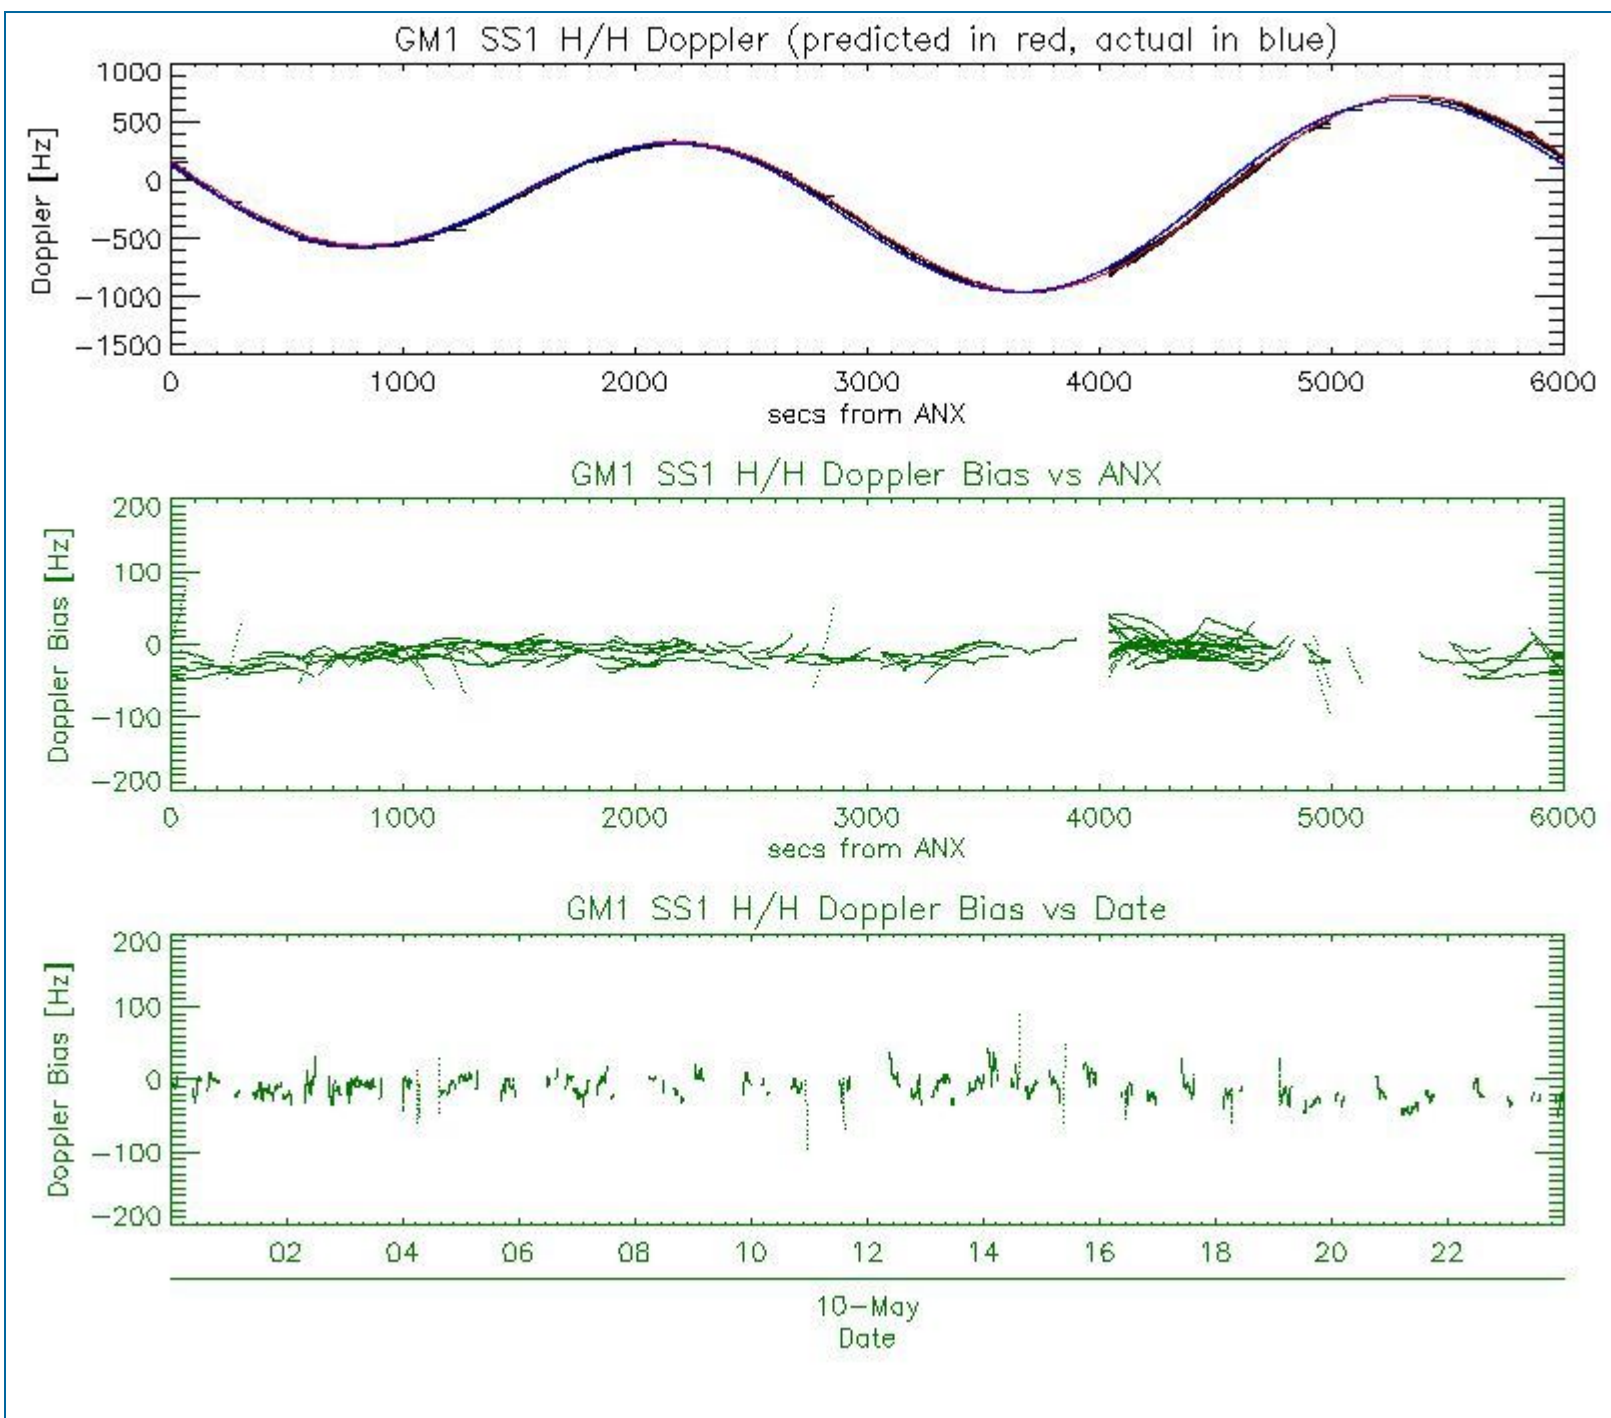 GM1 SS1 H/H Doppler (predicted in red, actual in blue)
1000
500
0
−500
−1000
−1500
Doppler [Hz]
0 1000 2000 3000 4000 5000 6000
secs from ANX
GM1 SS1 H/H Doppler Bias vs ANX
200
100
0
−100
−200
Doppler Bias [Hz]
0 1000 2000 3000 4000 5000 6000
secs from ANX
GM1 SS1 H/H Doppler Bias vs Date
200
100
0
−100
−200
Doppler Bias [Hz]
02 04 06 08 10 12 14 16 18 20 22
10−May
Date